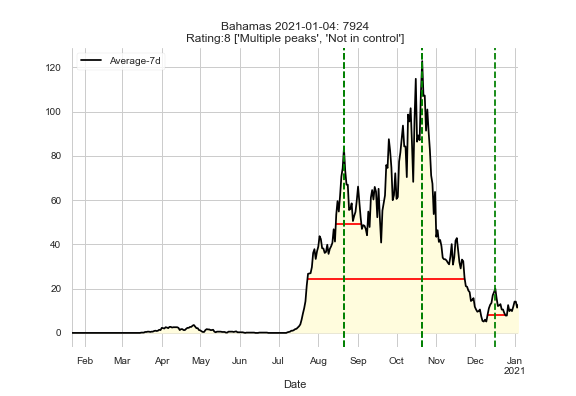 Bahamas 2021-01-04: 7924
Rating:8 ['Multiple peaks', 'Not in control']
Average-7d
120
100
80
60
40
20
0
Feb Mar Apr May Jun Jul Aug Sep Oct Nov Dec Jan
2021
Date